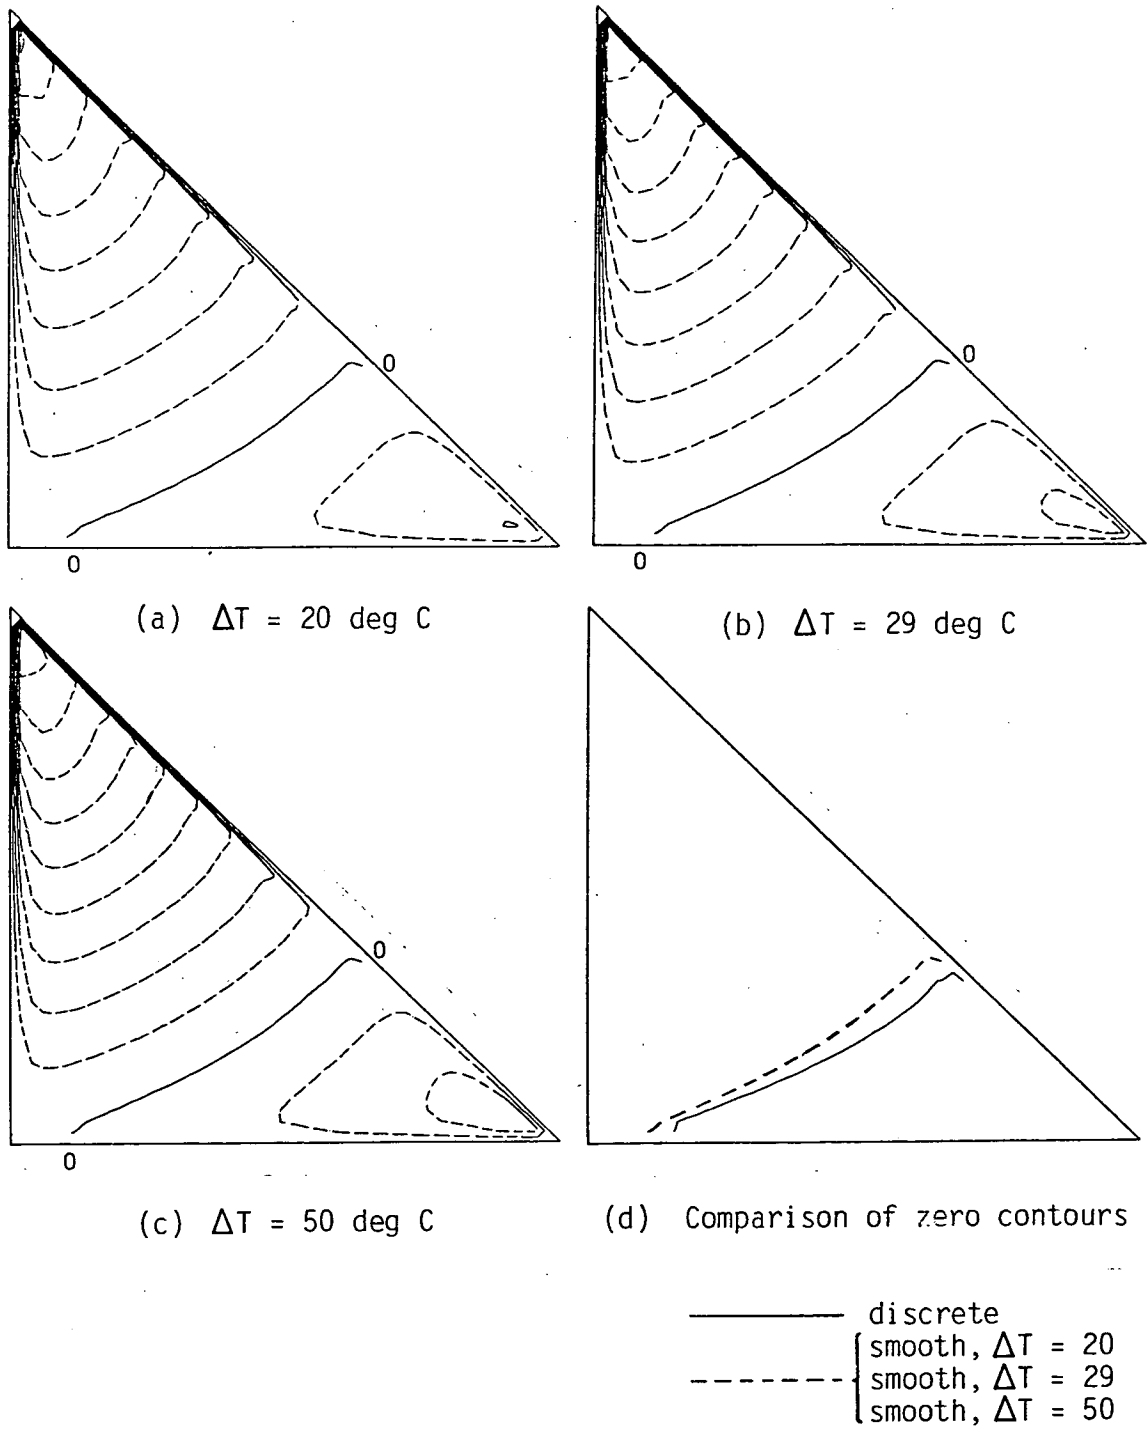 0
0
0
0
(a) ΔT = 20 deg C
(b) ΔT = 29 deg C
0
0
(c) ΔT = 50 deg C
(d) Comparison of zero contours
discrete
smooth, ΔT = 20
smooth, ΔT = 29
smooth, ΔT = 50